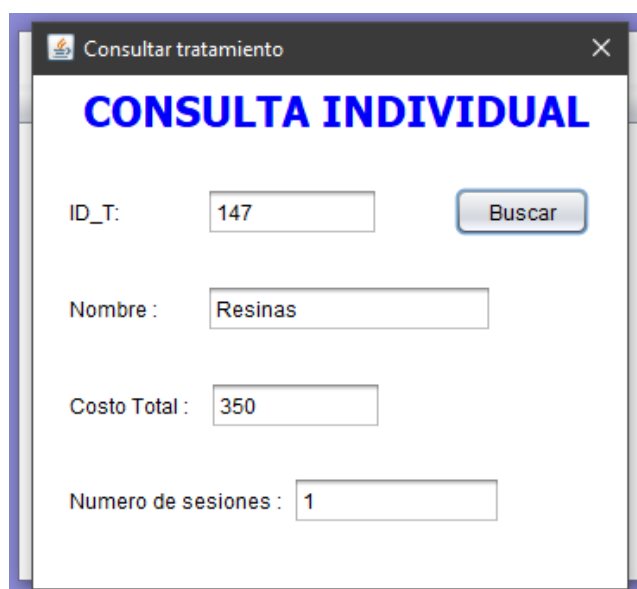 Consultar tratamiento
CONSULTA INDIVIDUAL
ID_T: 147 Buscar
Nombre : Resinas
Costo Total : 350
Numero de sesiones : 1